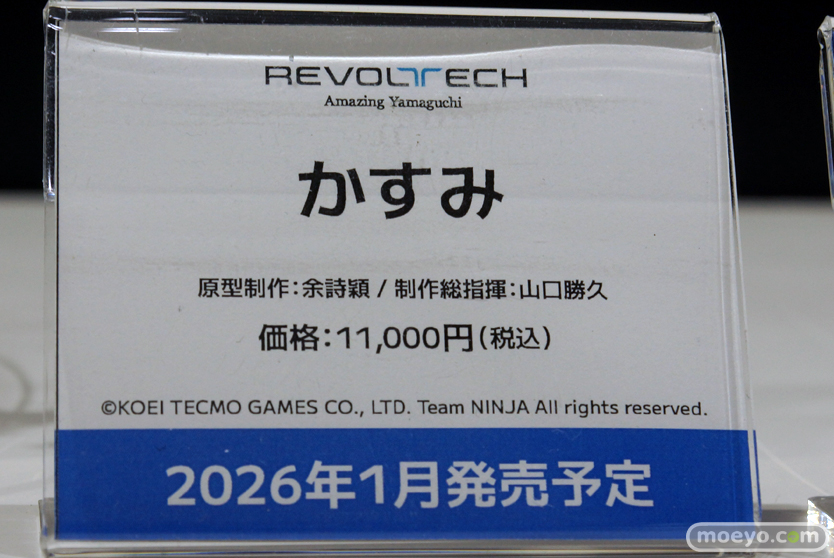 REVOLTECH
Amazing Yamaguchi
かすみ
原型制作：余詩穎 / 制作総指揮：山口勝久
価格：11,000円（税込）
©KOEI TECMO GAMES CO., LTD. Team NINJA All rights reserved.
2026年1月発売予定
moeyo.com